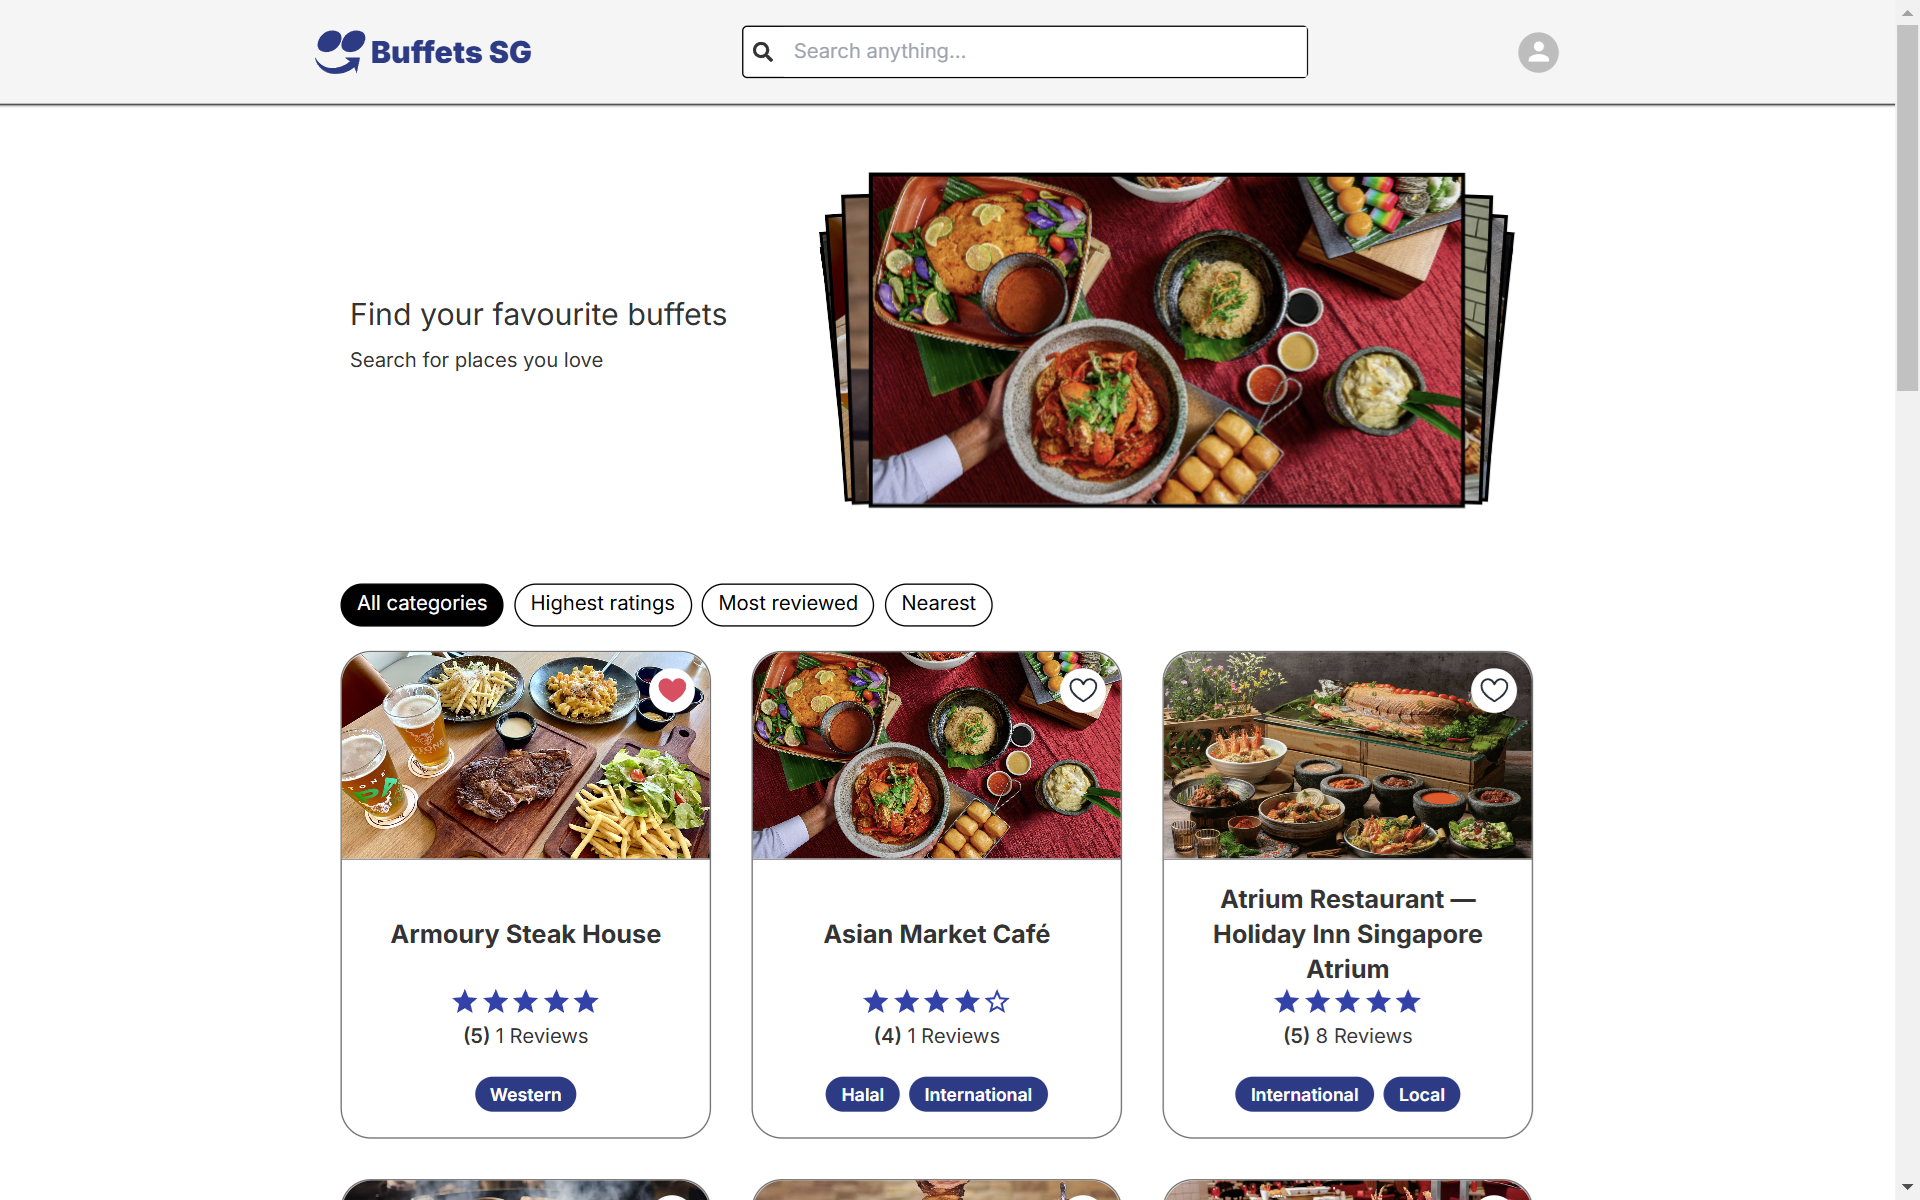 Buffets SG
Search anything...
Find your favourite buffets
Search for places you love
All categories
Highest ratings
Most reviewed
Nearest
Armoury Steak House
(5) 1 Reviews
Western
Asian Market Café
(4) 1 Reviews
Halal
International
Atrium Restaurant —
Holiday Inn Singapore
Atrium
(5) 8 Reviews
International
Local